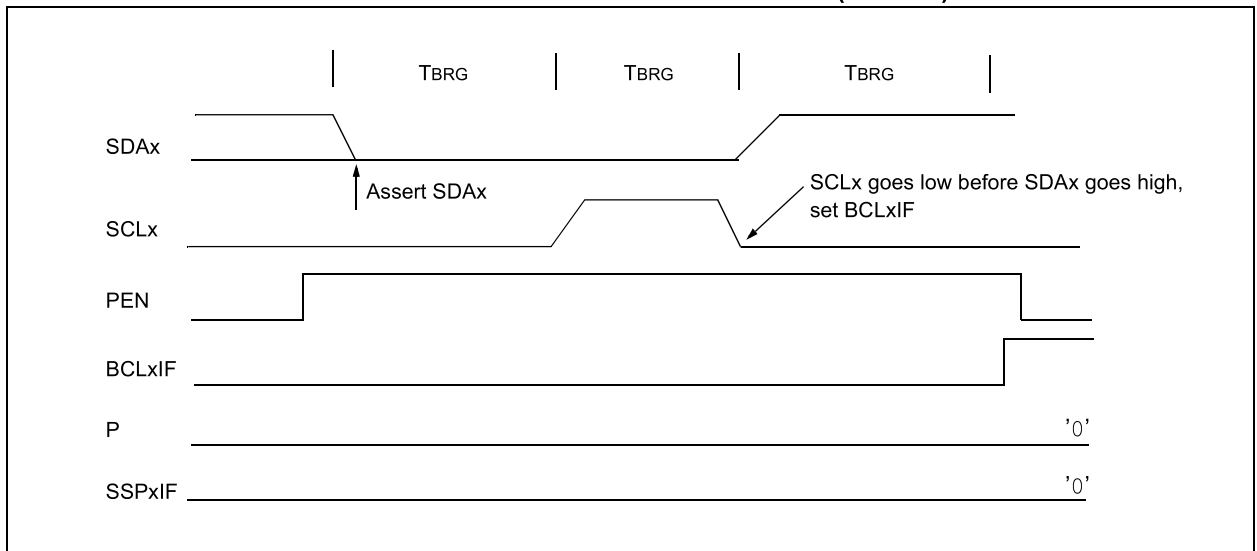 TBRG TBRG TBRG
SDAx
Assert SDAx
SCLx goes low before SDAx goes high,
set BCLxIF
SCLx
PEN
BCLxIF
P '0'
SSPxIF '0'